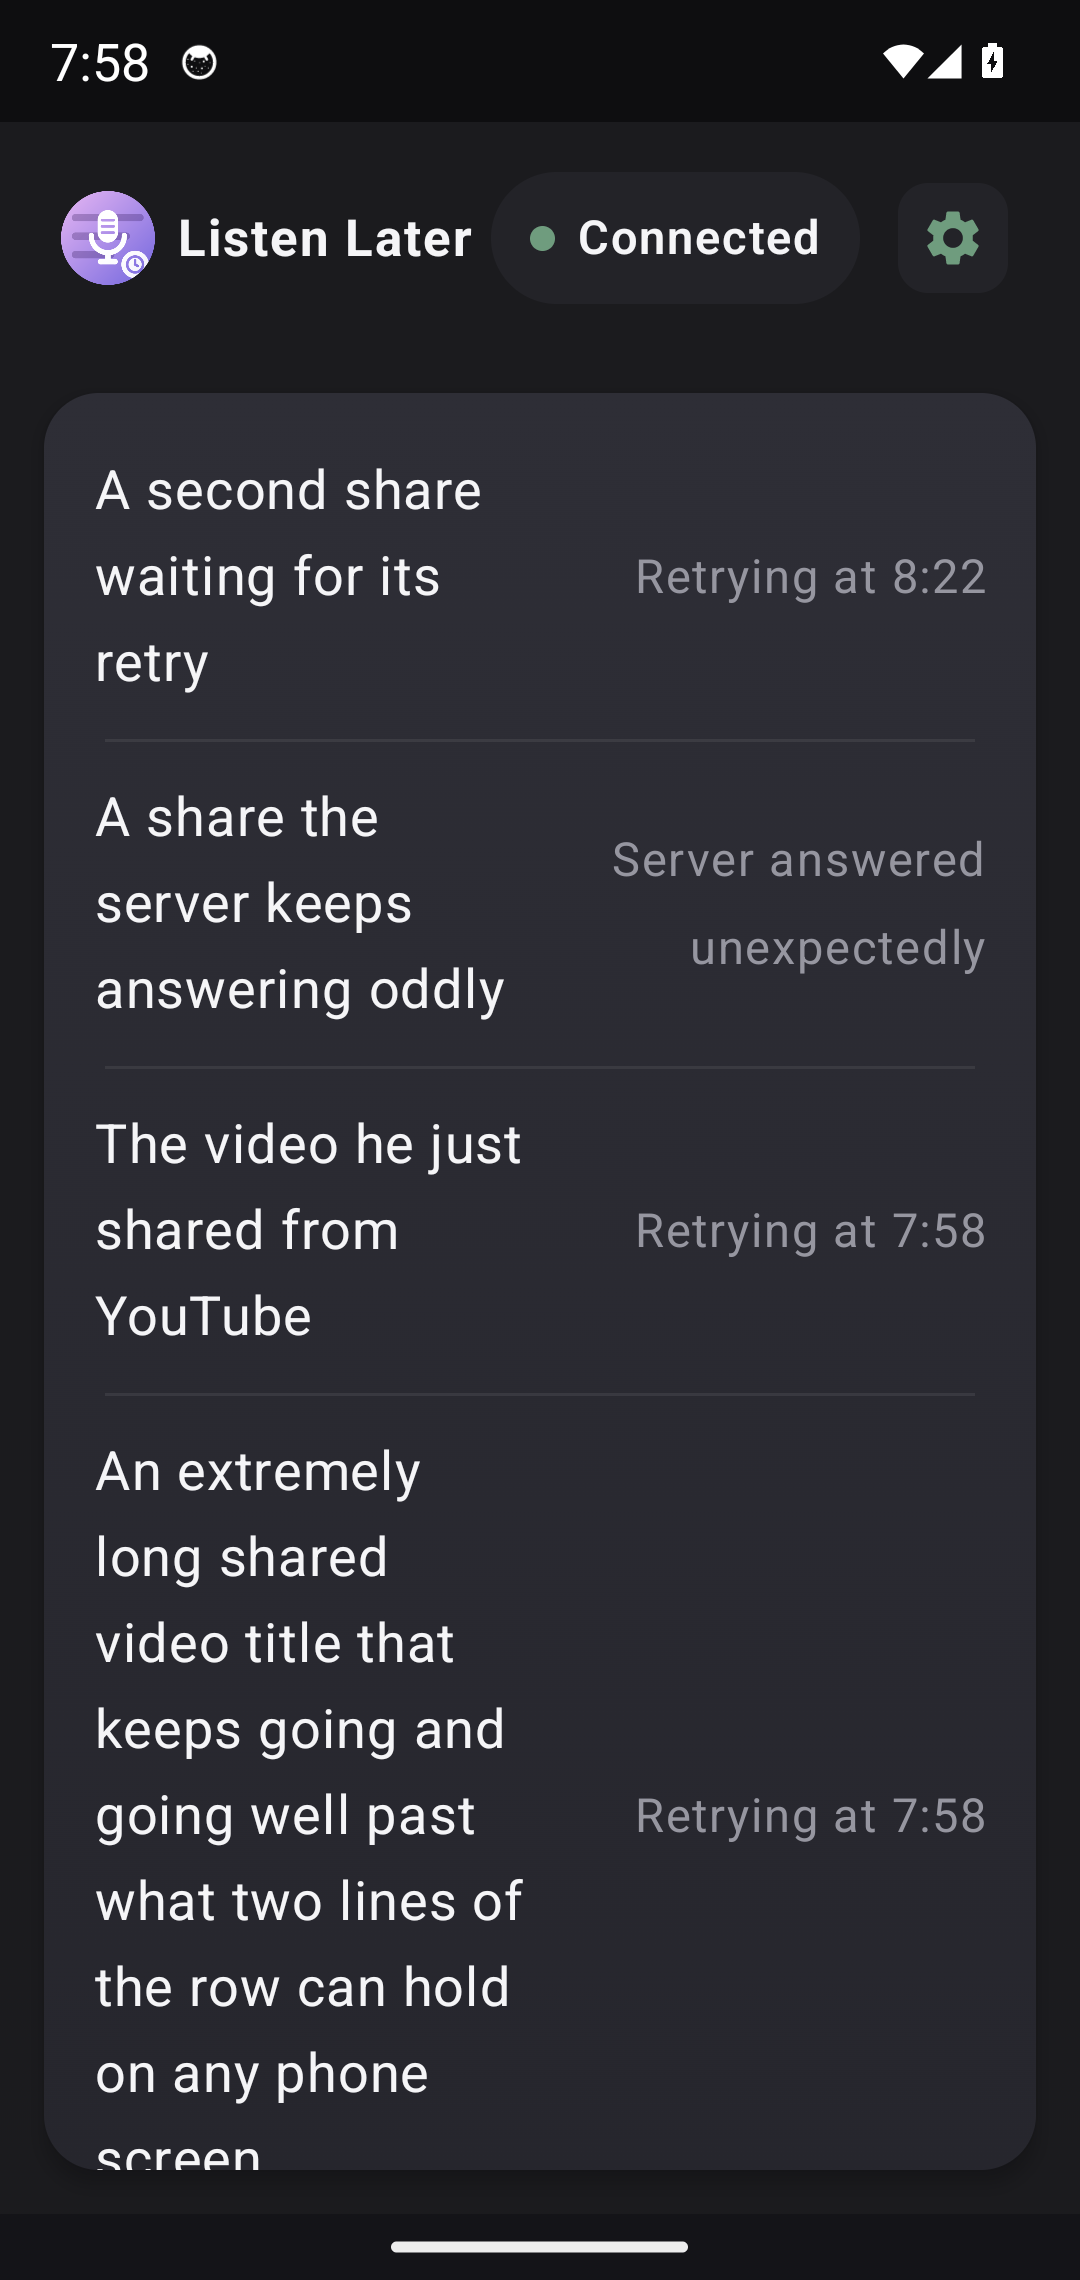 7:58
Listen Later
Connected
A second share
waiting for its
retry
Retrying at 8:22
A share the
server keeps
answering oddly
Server answered
unexpectedly
The video he just
shared from
YouTube
Retrying at 7:58
An extremely
long shared
video title that
keeps going and
going well past
what two lines of
the row can hold
on any phone
screen
Retrying at 7:58